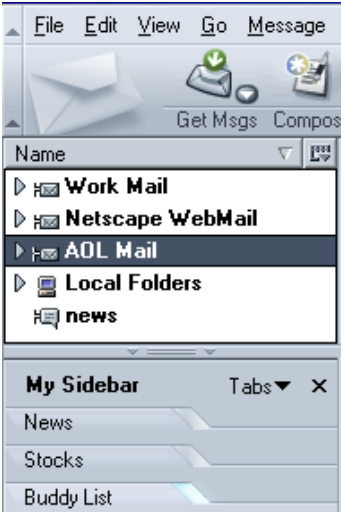 File Edit View Go Message
Get Msgs Compos
Name
Work Mail
Netscape WebMail
AOL Mail
Local Folders
news
My Sidebar Tabs
News
Stocks
Buddy List